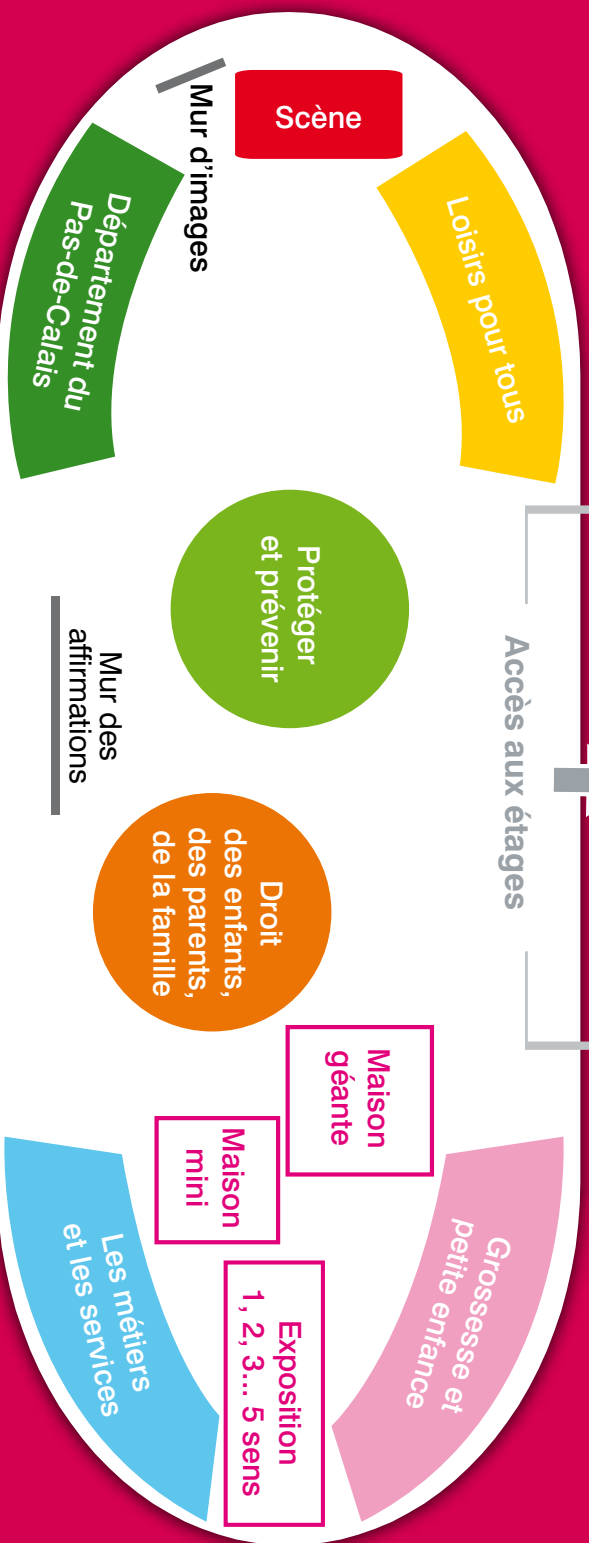 Scène
Mur d'images
Loisirs pour tous
Département du
Pas-de-Calais
Protéger
et prévenir
Accès aux étages
Mur des
affirmations
Droit
des enfants,
des parents,
de la famille
Maison
géante
Maison
mini
Grossesse et
petite enfance
Les métiers
et les services
Exposition
1, 2, 3... 5 sens